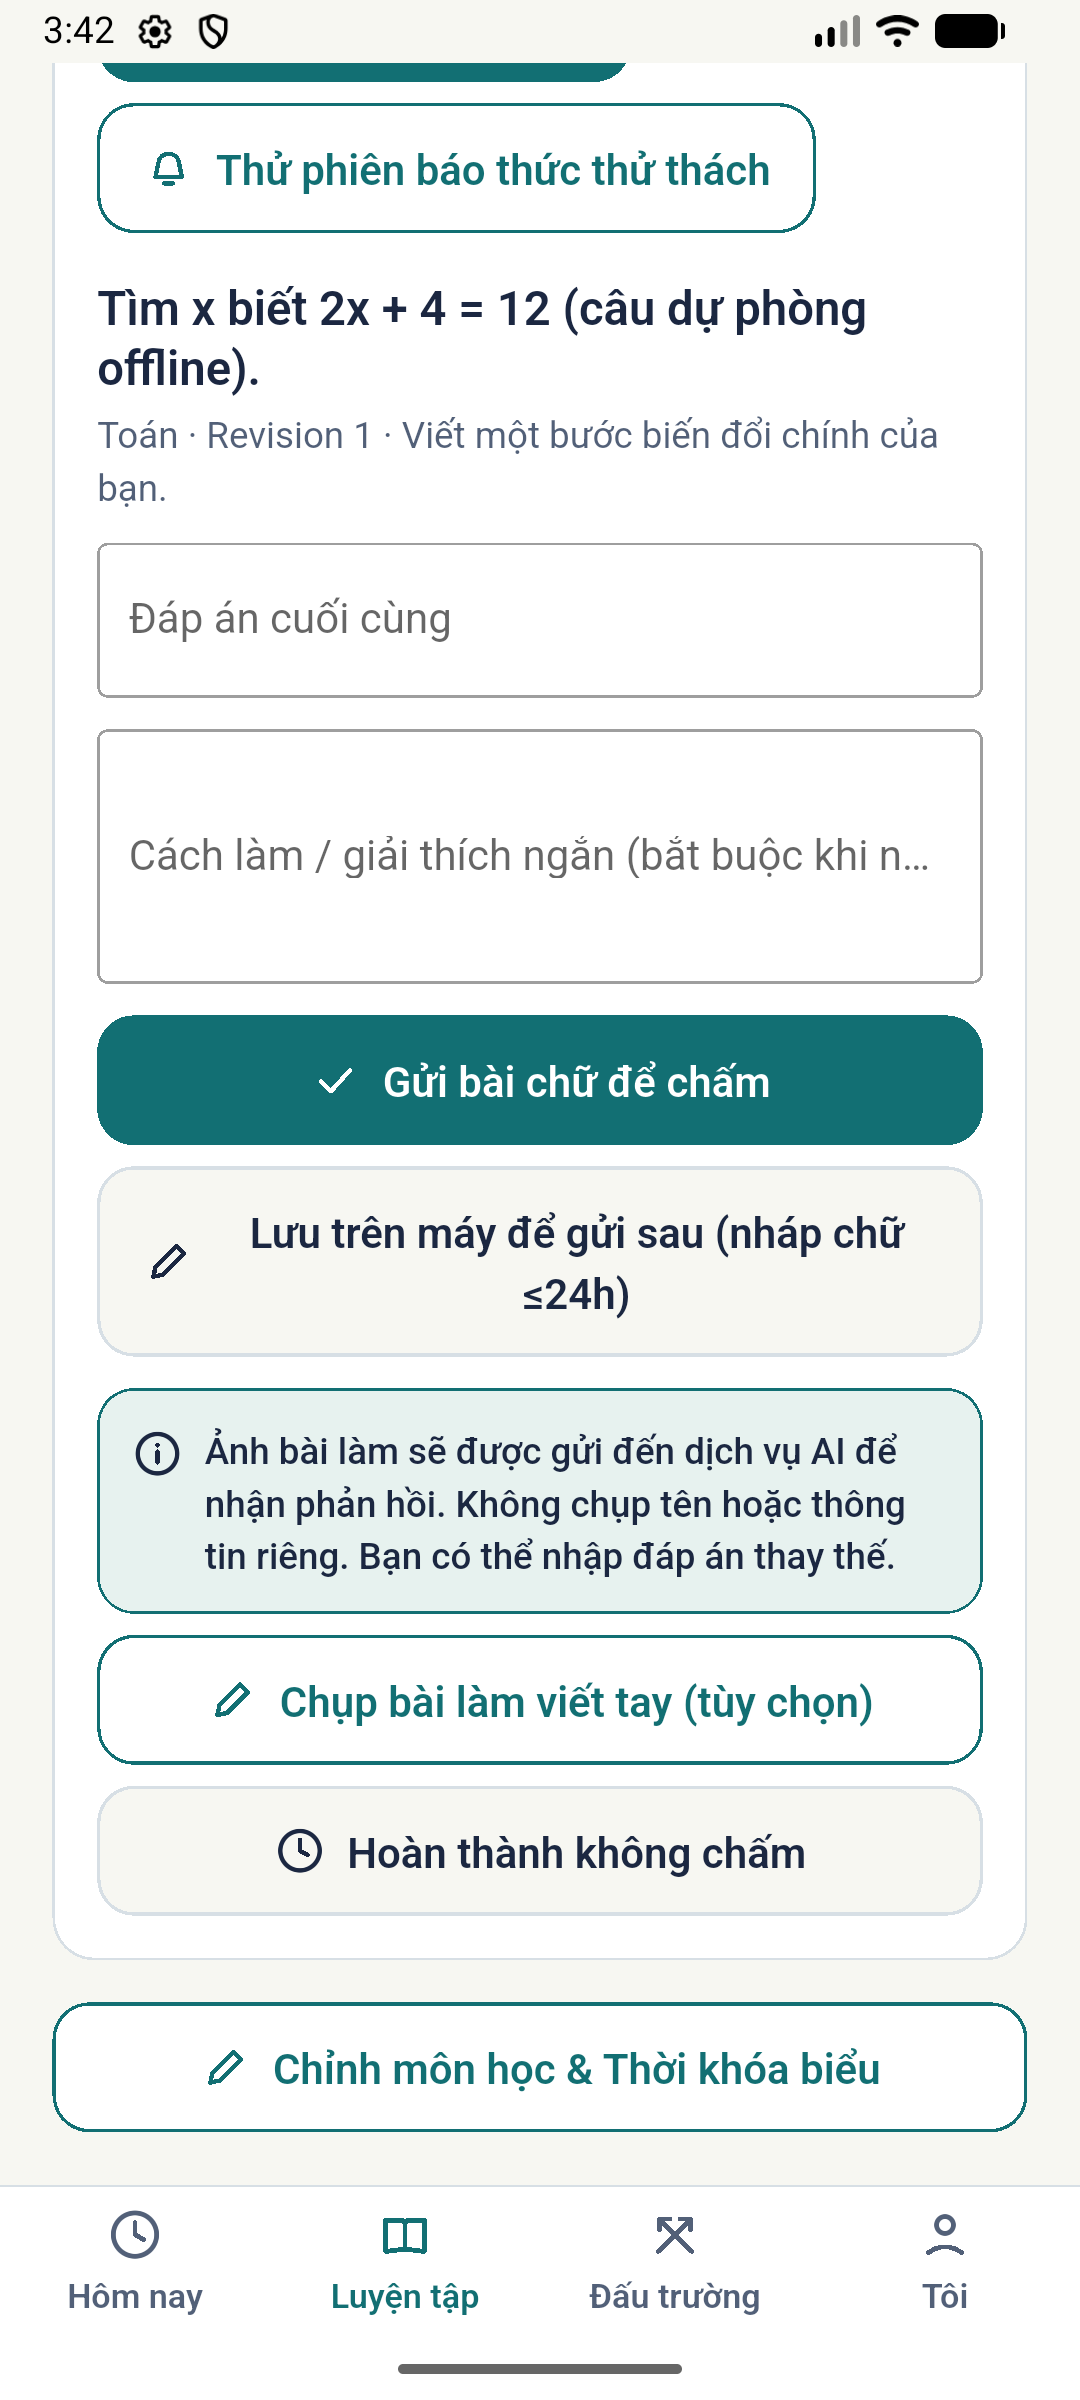 3:42
Thử phiên báo thức thử thách
Tìm x biết 2x + 4 = 12 (câu dự phòng
offline).
Toán · Revision 1 · Viết một bước biến đổi chính của
bạn.
Đáp án cuối cùng
Cách làm / giải thích ngắn (bắt buộc khi n...
Gửi bài chữ để chấm
Lưu trên máy để gửi sau (nháp chữ
≤24h)
Ảnh bài làm sẽ được gửi đến dịch vụ AI để
nhận phản hồi. Không chụp tên hoặc thông
tin riêng. Bạn có thể nhập đáp án thay thế.
Chụp bài làm viết tay (tùy chọn)
Hoàn thành không chấm
Chỉnh môn học & Thời khóa biểu
Hôm nay
Luyện tập
Đấu trường
Tôi